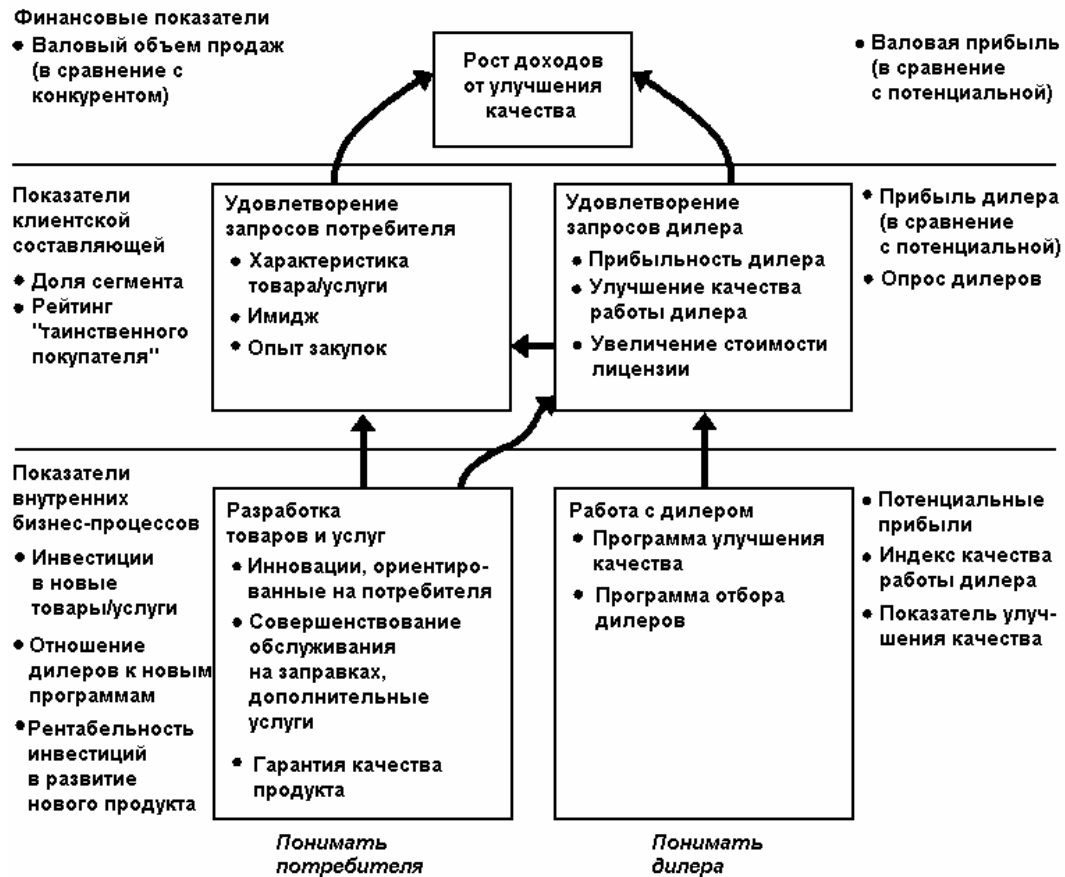 Финансовые показатели
• Валовый объем продаж
(в сравнение с
конкурентом)
Рост доходов
от улучшения
качества
• Валовая прибыль
(в сравнение
с потенциальной)
Показатели
клиентской
составляющей
• Доля сегмента
• Рейтинг
"таинственного
покупателя"
Удовлетворение
запросов потребителя
• Характеристика
товара/услуги
• Имидж
• Опыт закупок
Удовлетворение
запросов дилера
• Прибыльность дилера
• Улучшение качества
работы дилера
• Увеличение стоимости
лицензии
• Прибыль дилера
(в сравнение
с потенциальной)
• Опрос дилеров
Показатели
внутренних
бизнес-процессов
• Инвестиции
в новые
товары/услуги
• Отношение
дилеров к новым
программам
• Рентабельность
инвестиций
в развитие
нового продукта
Разработка
товаров и услуг
• Инновации, ориентиро-
ванные на потребителя
• Совершенствование
обслуживания
на заправках,
дополнительные
услуги
• Гарантия качества
продукта
Работа с дилером
• Программа улучшения
качества
• Программа отбора
дилеров
• Потенциальные
прибыли
• Индекс качества
работы дилера
• Показатель улуч-
шения качества
Понимать
потребителя
Понимать
дилера